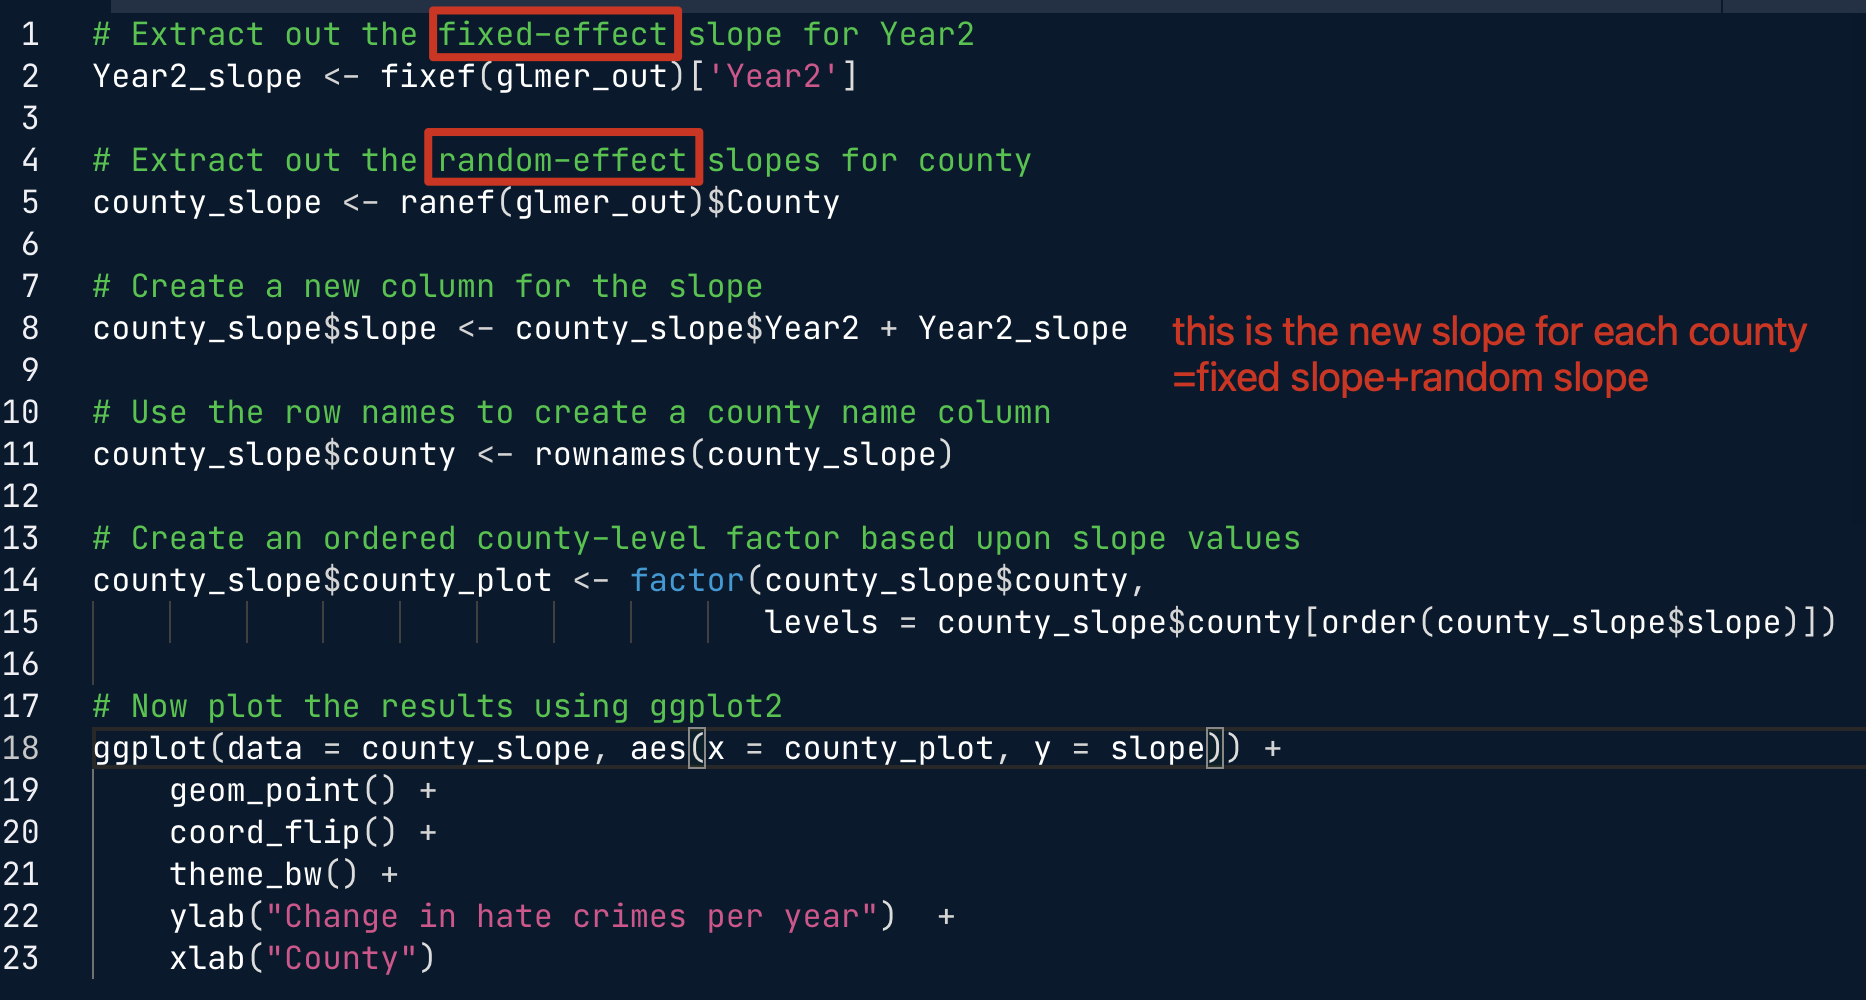 1 # Extract out the fixed-effect slope for Year2
2 Year2_slope <- fixef(glmer_out)['Year2']
3
4 # Extract out the random-effect slopes for county
5 county_slope <- ranef(glmer_out)$County
6
7 # Create a new column for the slope
8 county_slope$slope <- county_slope$Year2 + Year2_slope this is the new slope for each county
9 =fixed slope+random slope
10 # Use the row names to create a county name column
11 county_slope$county <- rownames(county_slope)
12
13 # Create an ordered county-level factor based upon slope values
14 county_slope$county_plot <- factor(county_slope$county,
15 levels = county_slope$county[order(county_slope$slope)])
16
17 # Now plot the results using ggplot2
18 ggplot(data = county_slope, aes(x = county_plot, y = slope)) +
19 geom_point() +
20 coord_flip() +
21 theme_bw() +
22 ylab("Change in hate crimes per year")  +
23 xlab("County")